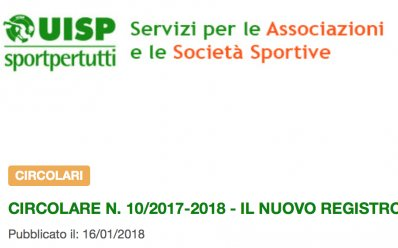 UISP
sportpertutti
Servizi per le Associazioni
e le Società Sportive
CIRCOLARI
CIRCOLARE N. 10/2017-2018 - IL NUOVO REGISTRO
Pubblicato il: 16/01/2018